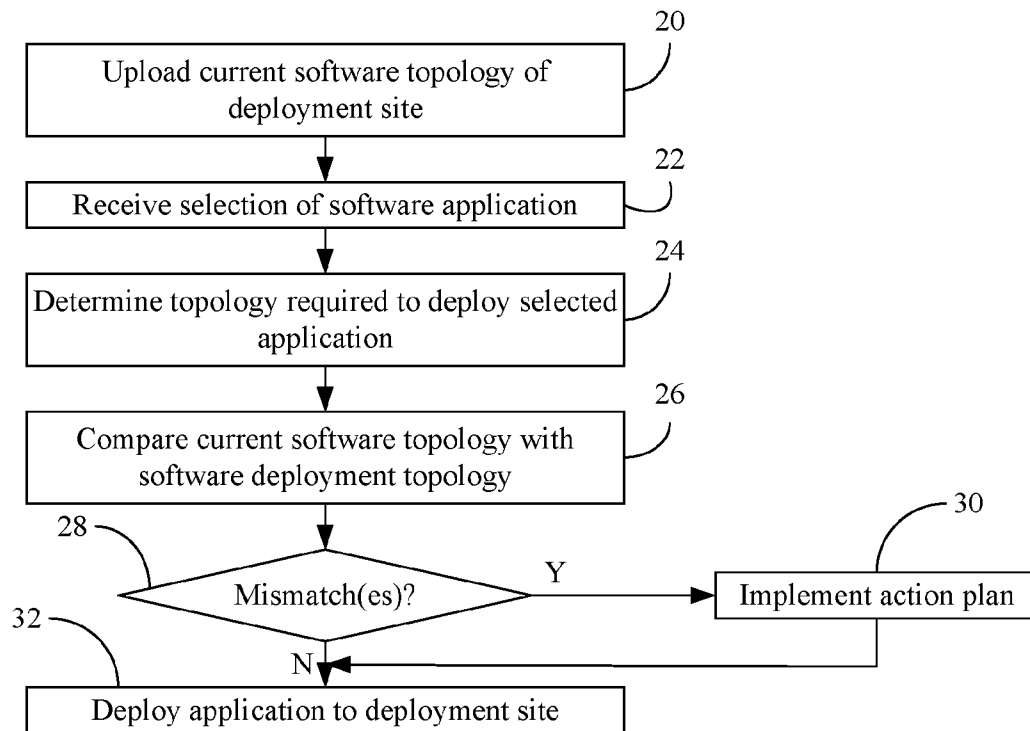 20
Upload current software topology of
deployment site
22
Receive selection of software application
24
Determine topology required to deploy selected
application
26
Compare current software topology with
software deployment topology
28
Mismatch(es)?
Y
30
Implement action plan
N
32
Deploy application to deployment site